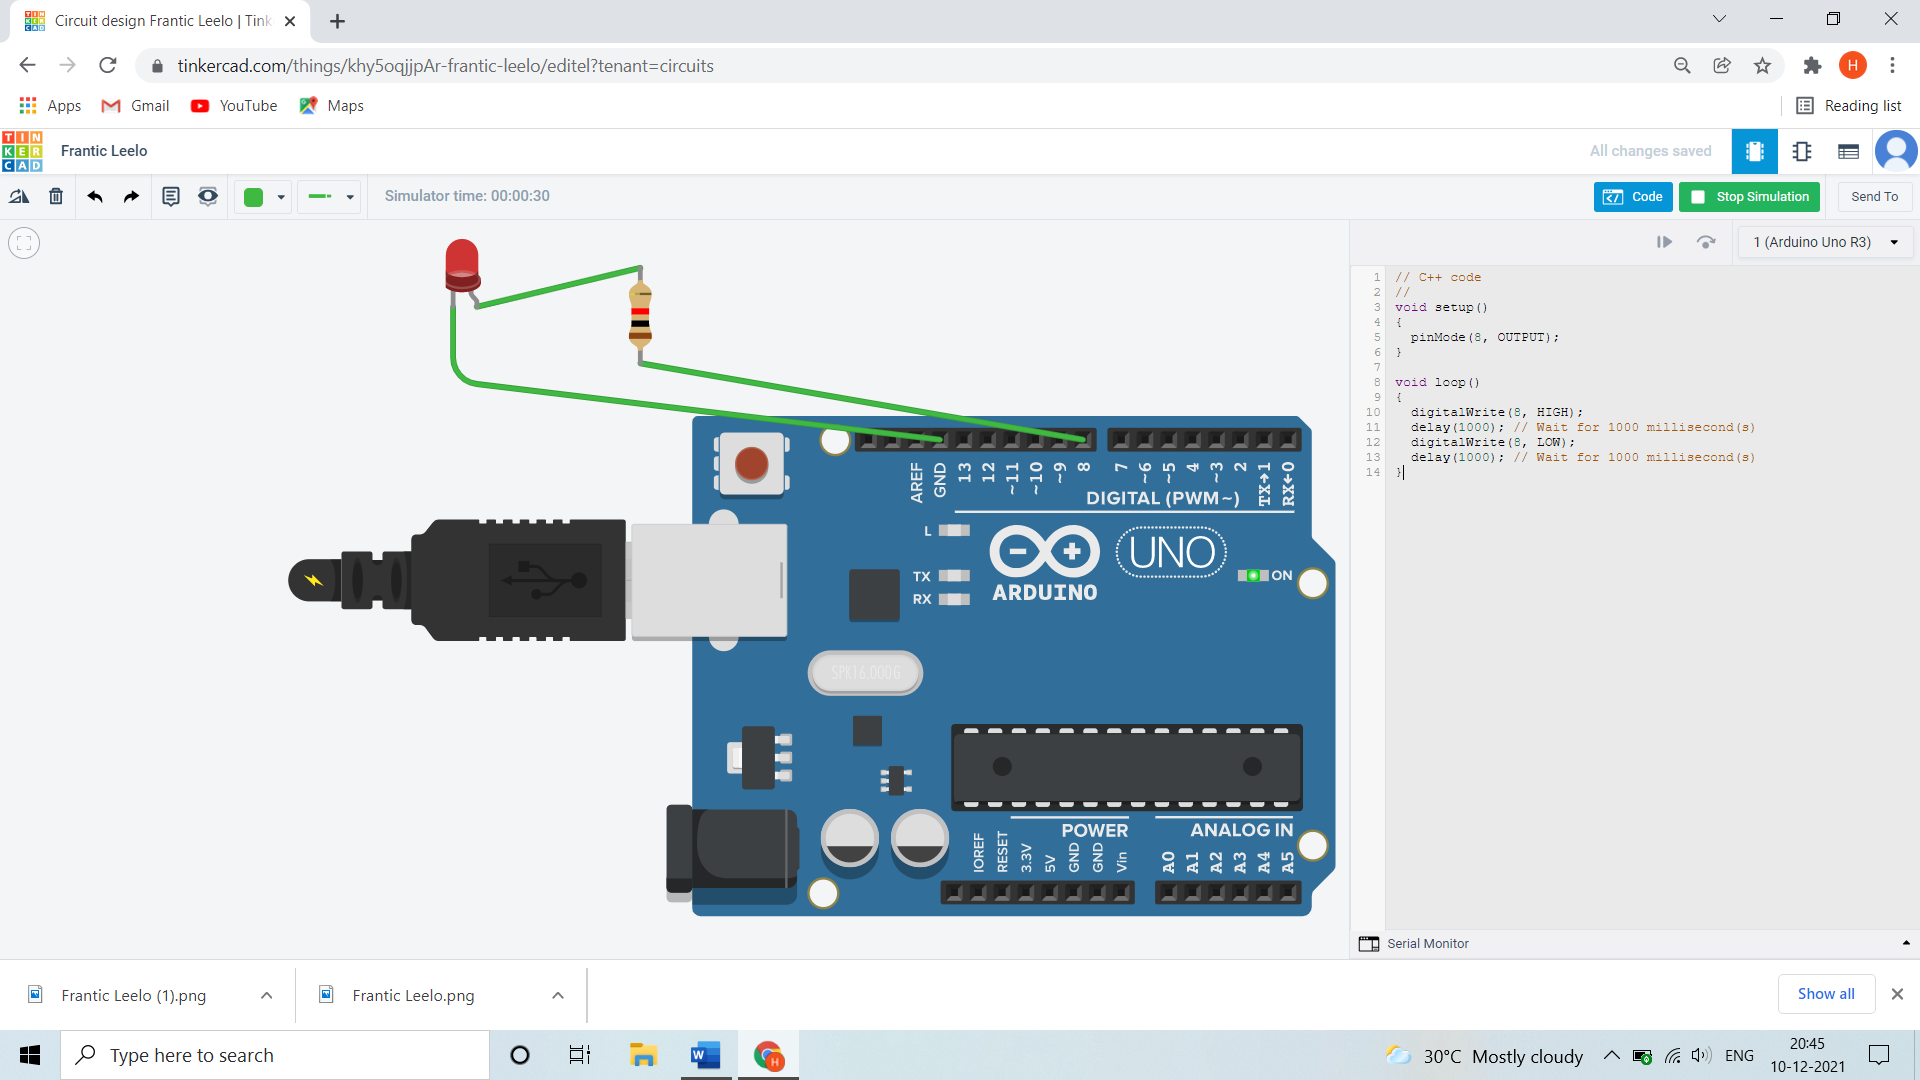 Circuit design Frantic Leelo | Tink
tinkercad.com/things/khy5oqjjpAr-frantic-leelo/editel?tenant=circuits
H
Apps
Gmail
YouTube
Maps
Reading list
TIN
KER
CAD
Frantic Leelo
All changes saved
Simulator time: 00:00:30
Code
Stop Simulation
Send To
1 (Arduino Uno R3)
1 // C++ code
2 //
3 void setup()
4 {
5 pinMode(8, OUTPUT);
6 }
7
8 void loop()
9 {
10 digitalWrite(8, HIGH);
11 delay(1000); // Wait for 1000 millisecond(s)
12 digitalWrite(8, LOW);
13 delay(1000); // Wait for 1000 millisecond(s)
14 }
AREF GND 13 12 ~11 ~10 ~9 8 7 ~6 ~5 4 ~3 2 TX→1 RX←0
DIGITAL (PWM~)
L
TX
RX
ARDUINO
UNO
ON
SPK16.000G
POWER
ANALOG IN
IOREF RESET 3.3V 5V GND GND Vin A0 A1 A2 A3 A4 A5
Serial Monitor
Frantic Leelo (1).png
Frantic Leelo.png
Show all
Type here to search
W
H
30°C Mostly cloudy
ENG
20:45
10-12-2021